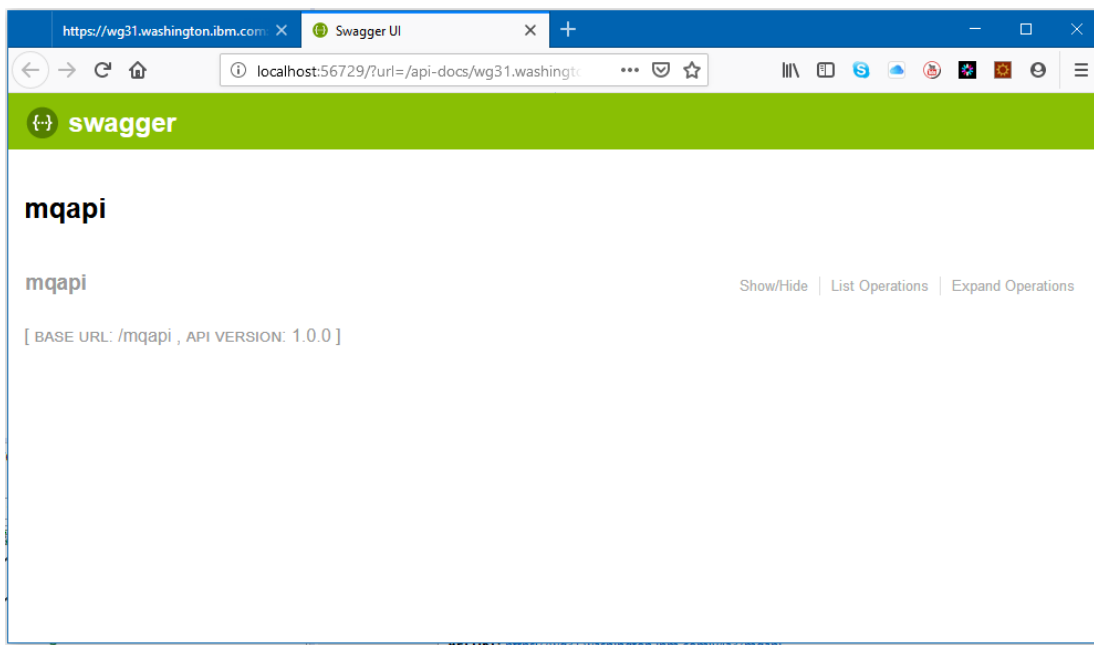 https://wg31.washington.ibm.com
Swagger UI
localhost:56729/?url=/api-docs/wg31.washingt
swagger
mqapi
mqapi
Show/Hide | List Operations | Expand Operations
[ BASE URL: /mqapi , API VERSION: 1.0.0 ]